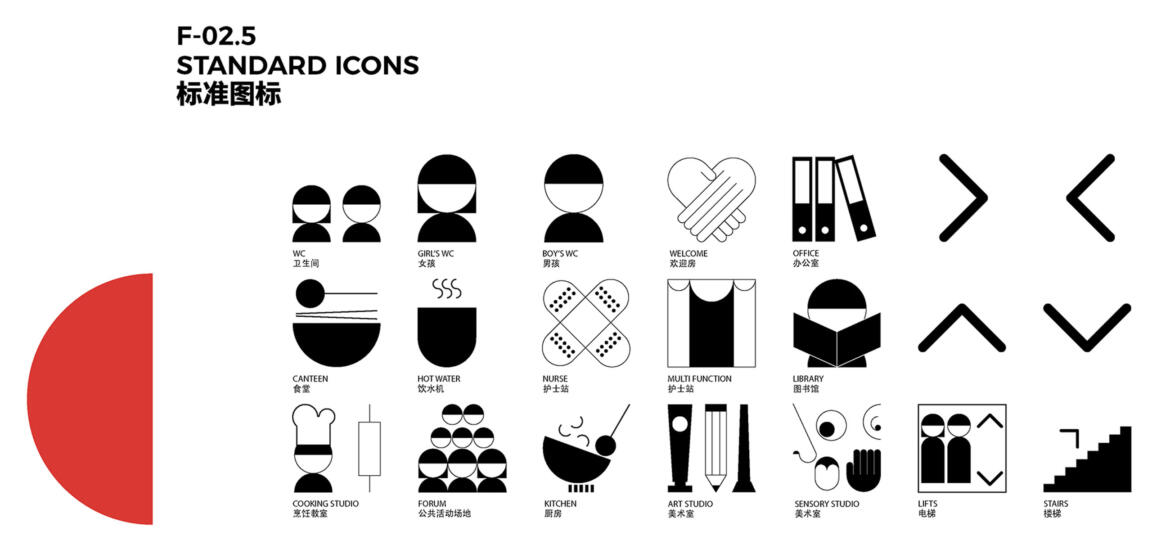 F-02.5
STANDARD ICONS
标准图标
WC
卫生间
GIRL'S WC
女孩
BOY'S WC
男孩
WELCOME
欢迎房
OFFICE
办公室
CANTEEN
食堂
HOT WATER
饮水机
NURSE
护士站
MULTI FUNCTION
护士站
LIBRARY
图书馆
COOKING STUDIO
烹饪教室
FORUM
公共活动场地
KITCHEN
厨房
ART STUDIO
美术室
SENSORY STUDIO
美术室
LIFTS
电梯
STAIRS
楼梯